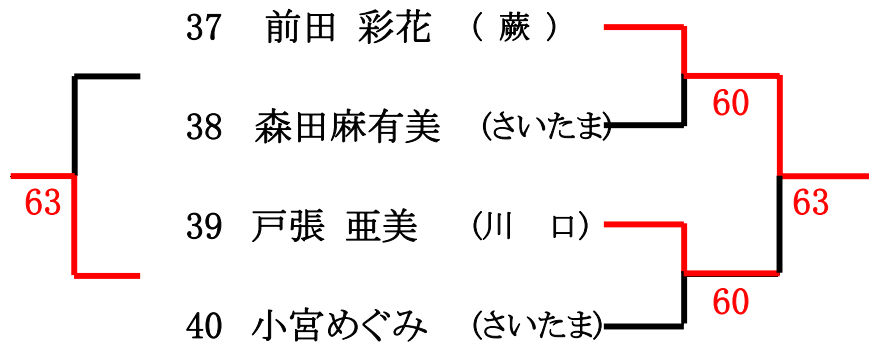 37 前田 彩花 ( 蕨 )
60
38 森田麻有美 (さいたま)
63 63
39 戸張 亜美 (川 口)
60
40 小宮めぐみ (さいたま)